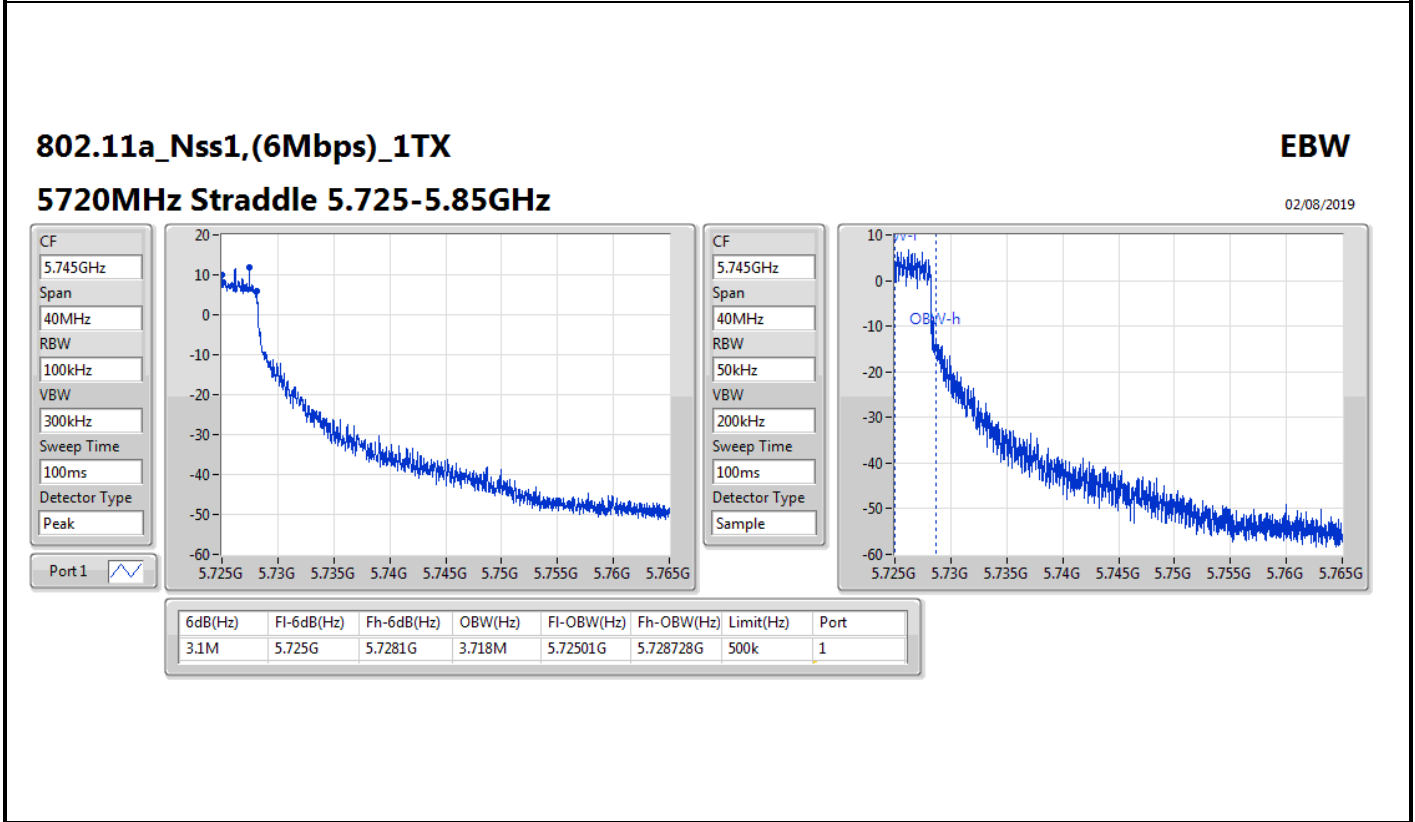 802.11a_Nss1,(6Mbps)_1TX
EBW
5720MHz Straddle 5.725-5.85GHz
02/08/2019
CF
5.745GHz
Span
40MHz
RBW
100kHz
VBW
300kHz
Sweep Time
100ms
Detector Type
Peak
Port 1
20
10
0
-10
-20
-30
-40
-50
-60
5.725G 5.73G 5.735G 5.74G 5.745G 5.75G 5.755G 5.76G 5.765G
CF
5.745GHz
Span
40MHz
RBW
50kHz
VBW
200kHz
Sweep Time
100ms
Detector Type
Sample
10
0
-10
-20
-30
-40
-50
-60
OBW-h
5.725G 5.73G 5.735G 5.74G 5.745G 5.75G 5.755G 5.76G 5.765G
6dB(Hz) Fl-6dB(Hz) Fh-6dB(Hz) OBW(Hz) Fl-OBW(Hz) Fh-OBW(Hz) Limit(Hz) Port
3.1M 5.725G 5.7281G 3.718M 5.72501G 5.728728G 500k 1